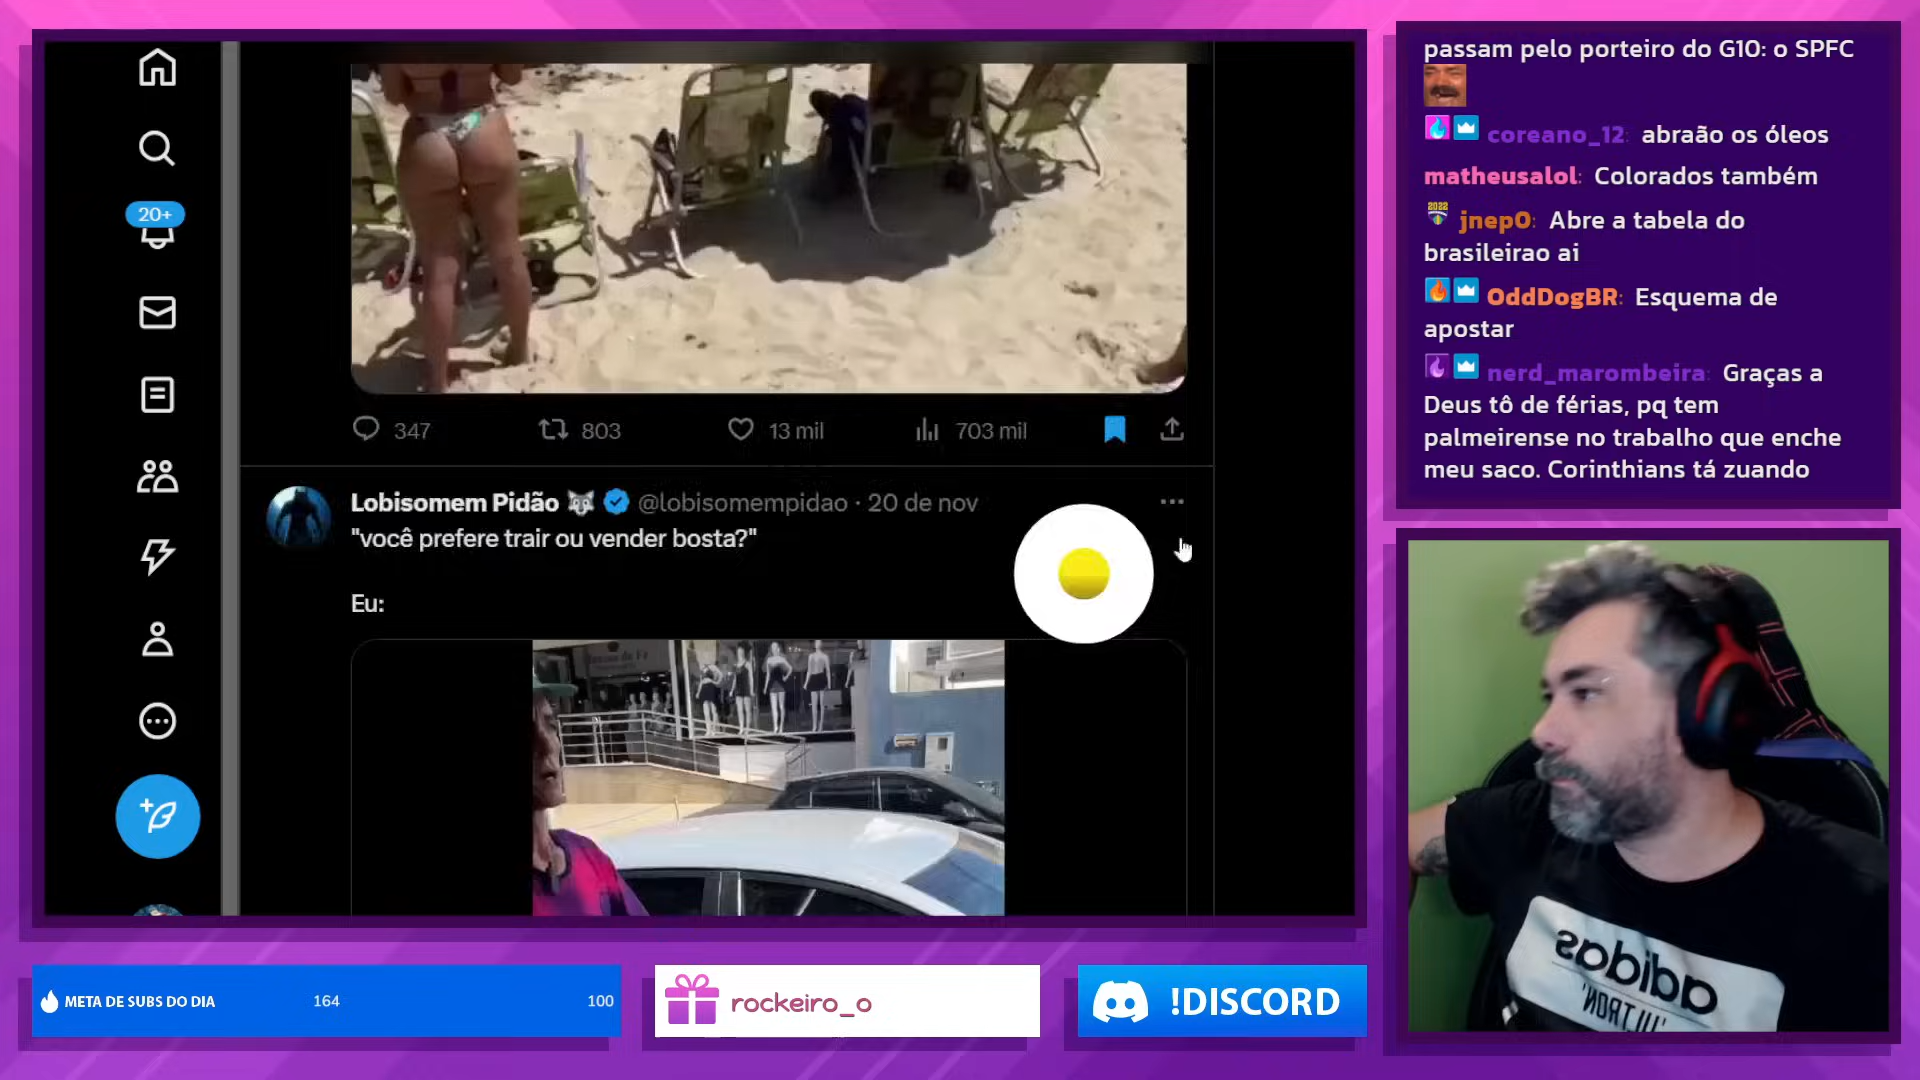 20+
347
803
13 mil
703 mil
Lobisomem Pidão @lobisomempidao · 20 de nov
"você prefere trair ou vender bosta?"
Eu:
passam pelo porteiro do G10: o SPFC
coreano_12: abraão os óleos
matheusalol: Colorados também
jnep0: Abre a tabela do
brasileirao ai
OddDogBR: Esquema de
apostar
nerd_marombeira: Graças a
Deus tô de férias, pq tem
palmeirense no trabalho que enche
meu saco. Corinthians tá zuando
adidas
META DE SUBS DO DIA 164 100
rockeiro_o
!DISCORD